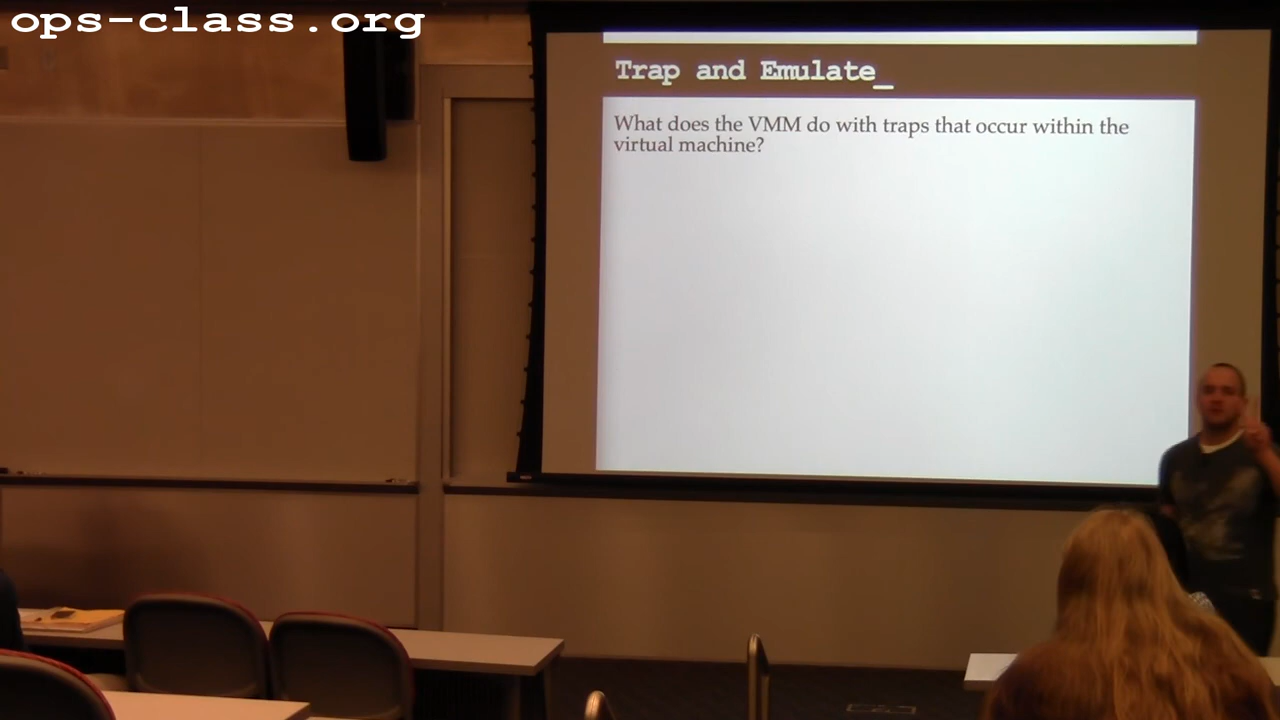 ops-class.org
Trap and Emulate_
What does the VMM do with traps that occur within the
virtual machine?